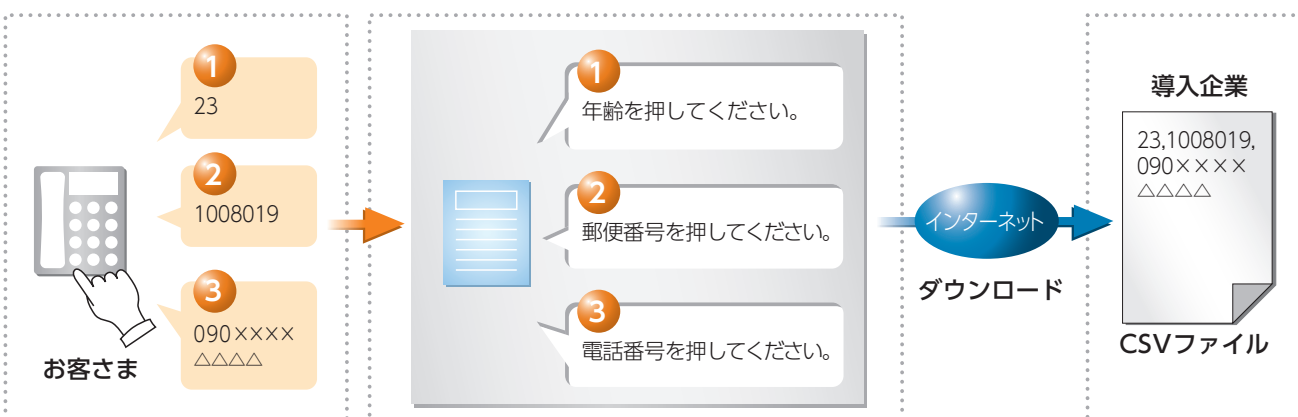 1
23
2
1008019
3
090××××
△△△△
お客さま
1
年齢を押してください。
2
郵便番号を押してください。
3
電話番号を押してください。
インターネット
ダウンロード
導入企業
23,1008019,
090××××
△△△△
CSVファイル